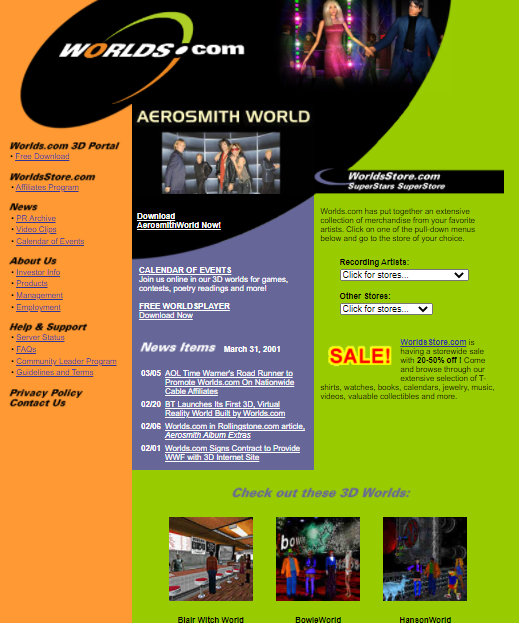 WORLDS.com
AEROSMITH WORLD
Download
AerosmithWorld Now!
Worlds.com 3D Portal
• Free Download
WorldsStore.com
• Affiliates Program
News
• PR Archive
• Video Clips
• Calendar of Events
About Us
• Investor Info
• Products
• Management
• Employment
Help & Support
• Server Status
• FAQs
• Community Leader Program
• Guidelines and Terms
Privacy Policy
Contact Us
CALENDAR OF EVENTS
Join us online in our 3D worlds for games,
contests, poetry readings and more!
FREE WORLDSPLAYER
Download Now
News Items March 31, 2001
03/05 AOL Time Warner's Road Runner to
Promote Worlds.com On Nationwide
Cable Affiliates
02/20 BT Launches Its First 3D, Virtual
Reality World Built by Worlds.com
02/06 Worlds.com in Rollingstone.com article,
Aerosmith Album Extras
02/01 Worlds.com Signs Contract to Provide
WWF with 3D Internet Site
WorldsStore.com
SuperStars SuperStore
Worlds.com has put together an extensive
collection of merchandise from your favorite
artists. Click on one of the pull-down menus
below and go to the store of your choice.
Recording Artists:
Click for stores...
Other Stores:
Click for stores...
SALE!
WorldsStore.com is
having a storewide sale
with 20-50% off ! Come
and browse through our
extensive selection of T-
shirts, watches, books, calendars, jewelry, music,
videos, valuable collectibles and more.
Check out these 3D Worlds:
bowie
Blair Witch World
BowieWorld
HansonWorld